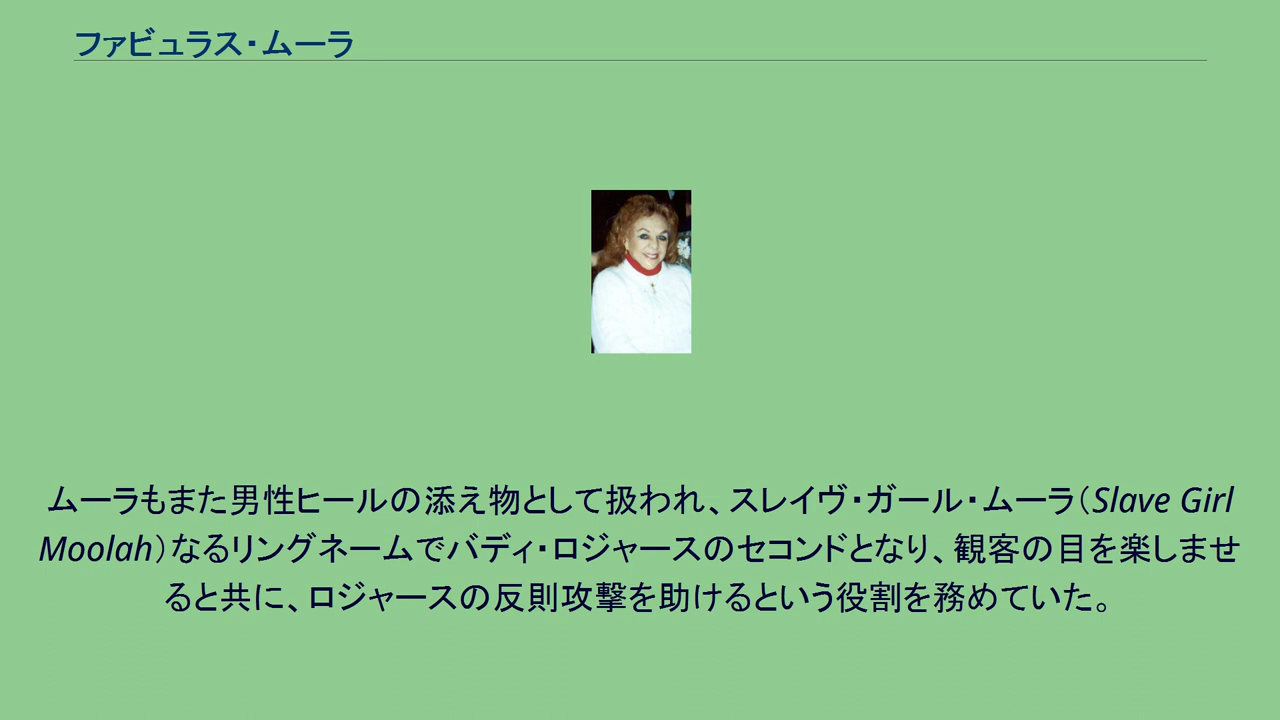 ファビュラス・ムーラ
ムーラもまた男性ヒールの添え物として扱われ、スレイヴ・ガール・ムーラ（Slave Girl
Moolah）なるリングネームでバディ・ロジャースのセコンドとなり、観客の目を楽しませ
ると共に、ロジャースの反則攻撃を助けるという役割を務めていた。